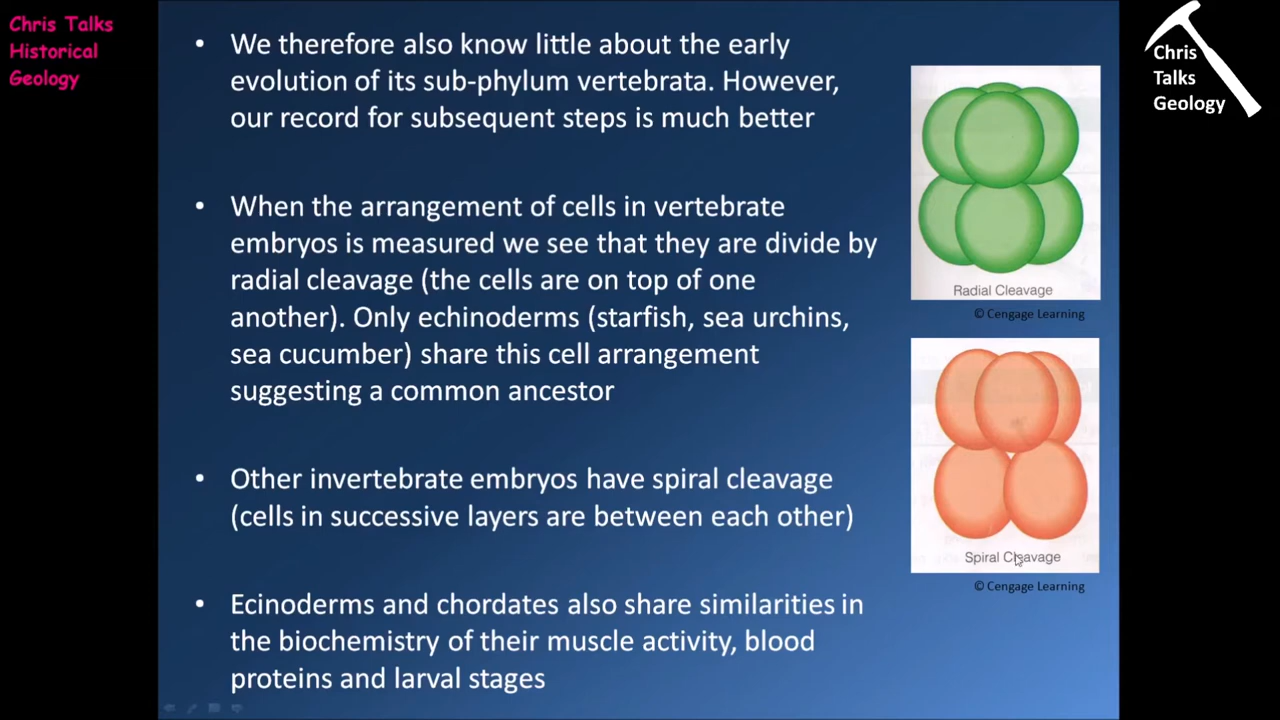 Chris Talks
Historical
Geology
• We therefore also know little about the early
evolution of its sub-phylum vertebrata. However,
our record for subsequent steps is much better
• When the arrangement of cells in vertebrate
embryos is measured we see that they are divide by
radial cleavage (the cells are on top of one
another). Only echinoderms (starfish, sea urchins,
sea cucumber) share this cell arrangement
suggesting a common ancestor
• Other invertebrate embryos have spiral cleavage
(cells in successive layers are between each other)
• Ecinoderms and chordates also share similarities in
the biochemistry of their muscle activity, blood
proteins and larval stages
Radial Cleavage
© Cengage Learning
Spiral Cleavage
© Cengage Learning
Chris
Talks
Geology